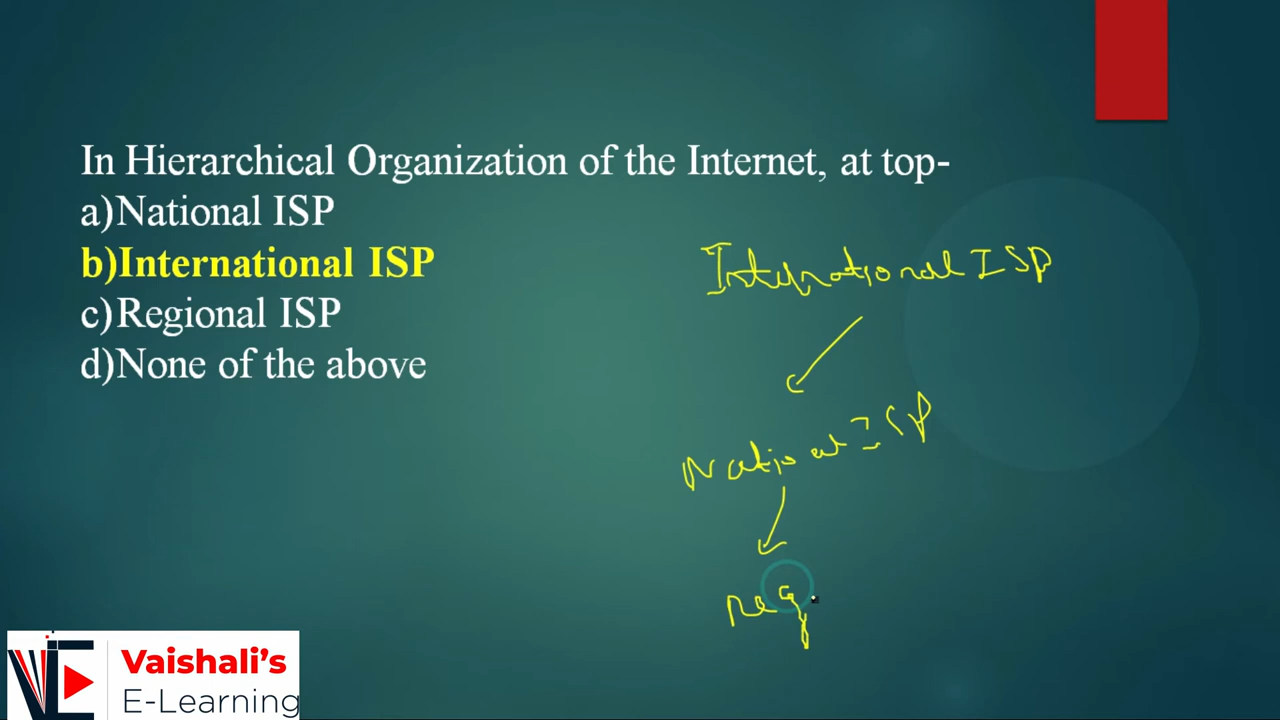 In Hierarchical Organization of the Internet, at top-
a)National ISP
b)International ISP
c)Regional ISP
d)None of the above
International ISP
National ISP
Reg
Vaishali's
E-Learning